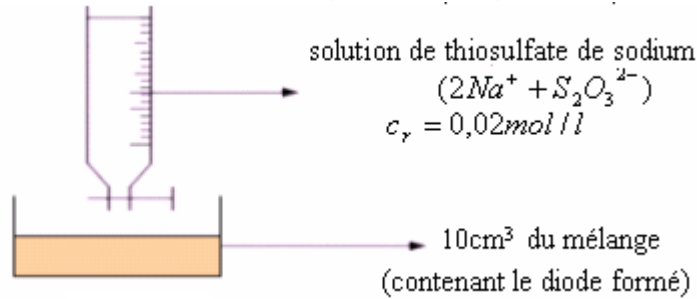 solution de thiosulfate de sodium
(2Na⁺ + S₂O₃²⁻)
cᵣ = 0,02mol / l
10cm³ du mélange
(contenant le diode formé)